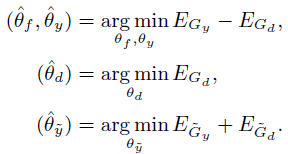 (θ̂_f, θ̂_y) = arg min_{θ_f, θ_y} E_{G_y} − E_{G_d},
(θ̂_d) = arg min_{θ_d} E_{G_d},
(θ̂_ỹ) = arg min_{θ_ỹ} E_{G̃_y} + E_{G̃_d}.